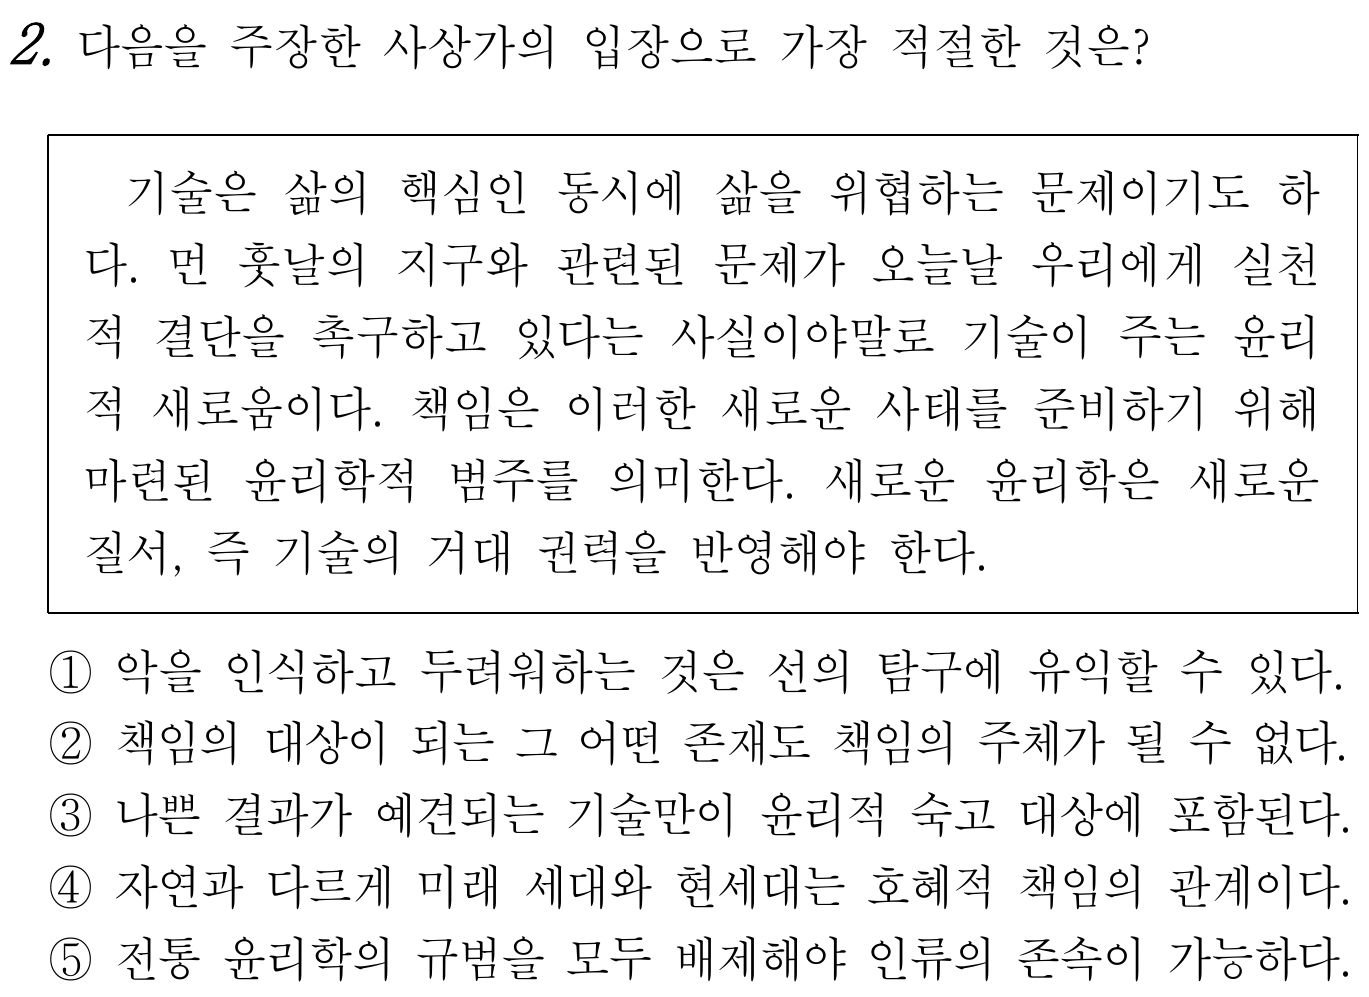 2. 다음을 주장한 사상가의 입장으로 가장 적절한 것은?
기술은 삶의 핵심인 동시에 삶을 위협하는 문제이기도 하
다. 먼 훗날의 지구와 관련된 문제가 오늘날 우리에게 실천
적 결단을 촉구하고 있다는 사실이야말로 기술이 주는 윤리
적 새로움이다. 책임은 이러한 새로운 사태를 준비하기 위해
마련된 윤리학적 범주를 의미한다. 새로운 윤리학은 새로운
질서, 즉 기술의 거대 권력을 반영해야 한다.
① 악을 인식하고 두려워하는 것은 선의 탐구에 유익할 수 있다.
② 책임의 대상이 되는 그 어떤 존재도 책임의 주체가 될 수 없다.
③ 나쁜 결과가 예견되는 기술만이 윤리적 숙고 대상에 포함된다.
④ 자연과 다르게 미래 세대와 현세대는 호혜적 책임의 관계이다.
⑤ 전통 윤리학의 규범을 모두 배제해야 인류의 존속이 가능하다.